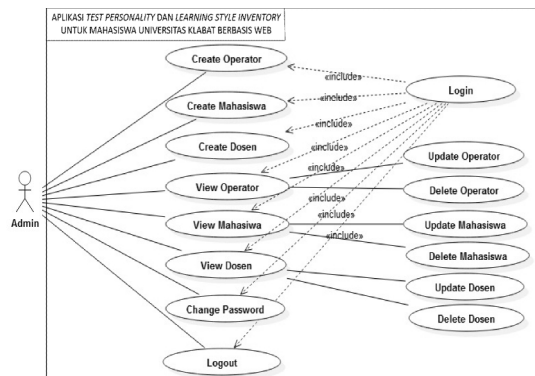 APLIKASI TEST PERSONALITY DAN LEARNING STYLE INVENTORY
UNTUK MAHASISWA UNIVERSITAS KLABAT BERBASIS WEB
Create Operator
«include»
Login
Create Mahasiswa
«include»
Create Dosen
«include»
View Operator
«include»
Update Operator
«include»
Delete Operator
Admin
View Mahasiwa
«include»
Update Mahasiswa
«include»
Delete Mahasiswa
View Dosen
«include»
Update Dosen
Change Password
Delete Dosen
Logout